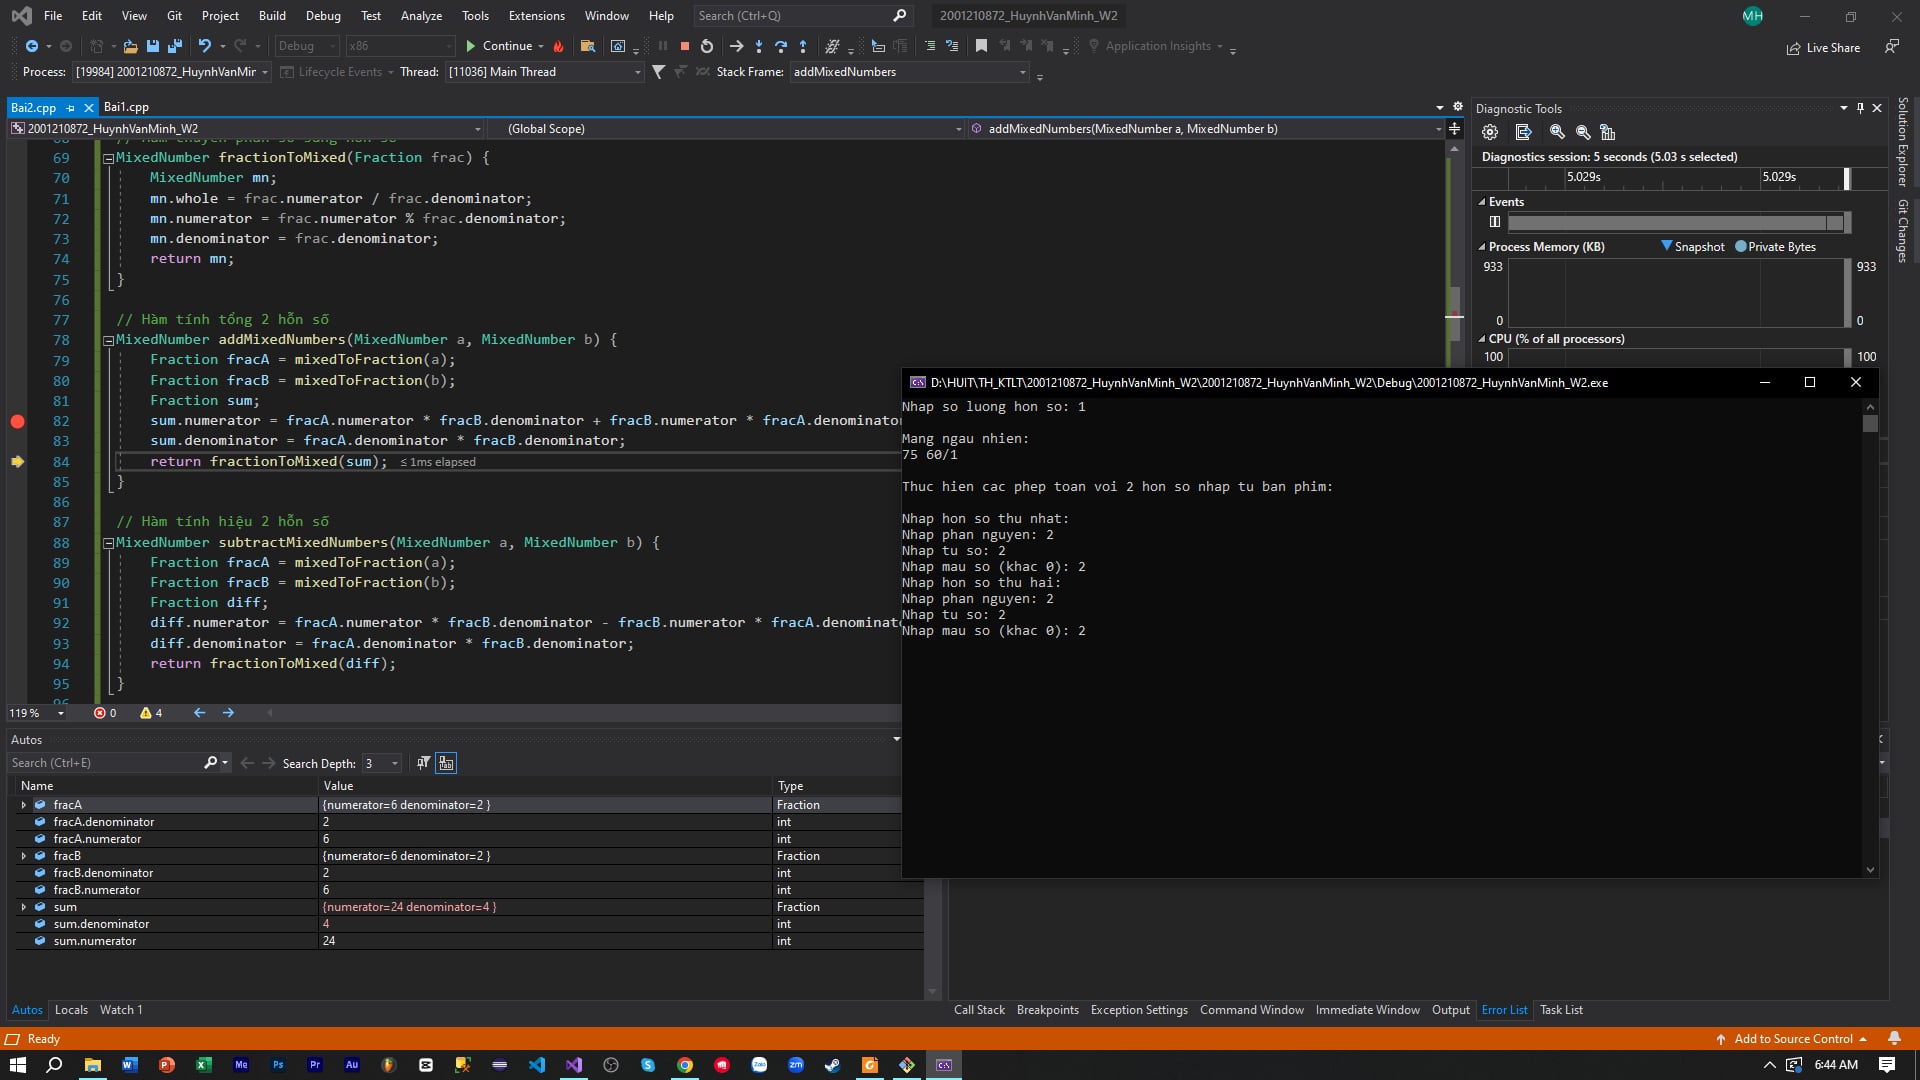 File Edit View Git Project Build Debug Test Analyze Tools Extensions Window Help Search (Ctrl+Q) 2001210872_HuynhVanMinh_W2 MH
Debug x86 Continue Application Insights Live Share
Process: [19984] 2001210872_HuynhVanMir Lifecycle Events Thread: [11036] Main Thread Stack Frame: addMixedNumbers
Bai2.cpp Bai1.cpp
2001210872_HuynhVanMinh_W2 (Global Scope) addMixedNumbers(MixedNumber a, MixedNumber b)
69 MixedNumber fractionToMixed(Fraction frac) {
70 MixedNumber mn;
71 mn.whole = frac.numerator / frac.denominator;
72 mn.numerator = frac.numerator % frac.denominator;
73 mn.denominator = frac.denominator;
74 return mn;
75 }
76
77 // Hàm tính tổng 2 hỗn số
78 MixedNumber addMixedNumbers(MixedNumber a, MixedNumber b) {
79 Fraction fracA = mixedToFraction(a);
80 Fraction fracB = mixedToFraction(b);
81 Fraction sum;
82 sum.numerator = fracA.numerator * fracB.denominator + fracB.numerator * fracA.denominator
83 sum.denominator = fracA.denominator * fracB.denominator;
84 return fractionToMixed(sum); ≤ 1ms elapsed
85 }
86
87 // Hàm tính hiệu 2 hỗn số
88 MixedNumber subtractMixedNumbers(MixedNumber a, MixedNumber b) {
89 Fraction fracA = mixedToFraction(a);
90 Fraction fracB = mixedToFraction(b);
91 Fraction diff;
92 diff.numerator = fracA.numerator * fracB.denominator - fracB.numerator * fracA.denominat
93 diff.denominator = fracA.denominator * fracB.denominator;
94 return fractionToMixed(diff);
95 }
119 % 0 4
Diagnostic Tools
Diagnostics session: 5 seconds (5.03 s selected)
5.029s 5.029s
Events
Process Memory (KB) Snapshot Private Bytes
933 933
0 0
CPU (% of all processors)
100 100
Solution Explorer
Git Changes
D:\HUIT\TH_KTLT\2001210872_HuynhVanMinh_W2\2001210872_HuynhVanMinh_W2\Debug\2001210872_HuynhVanMinh_W2.exe
Nhap so luong hon so: 1
Mang ngau nhien:
75 60/1
Thuc hien cac phep toan voi 2 hon so nhap tu ban phim:
Nhap hon so thu nhat:
Nhap phan nguyen: 2
Nhap tu so: 2
Nhap mau so (khac 0): 2
Nhap hon so thu hai:
Nhap phan nguyen: 2
Nhap tu so: 2
Nhap mau so (khac 0): 2
Autos
Search (Ctrl+E) Search Depth: 3
Name Value Type
fracA {numerator=6 denominator=2 } Fraction
fracA.denominator 2 int
fracA.numerator 6 int
fracB {numerator=6 denominator=2 } Fraction
fracB.denominator 2 int
fracB.numerator 6 int
sum {numerator=24 denominator=4 } Fraction
sum.denominator 4 int
sum.numerator 24 int
Autos Locals Watch 1
Call Stack Breakpoints Exception Settings Command Window Immediate Window Output Error List Task List
Ready Add to Source Control
6:44 AM